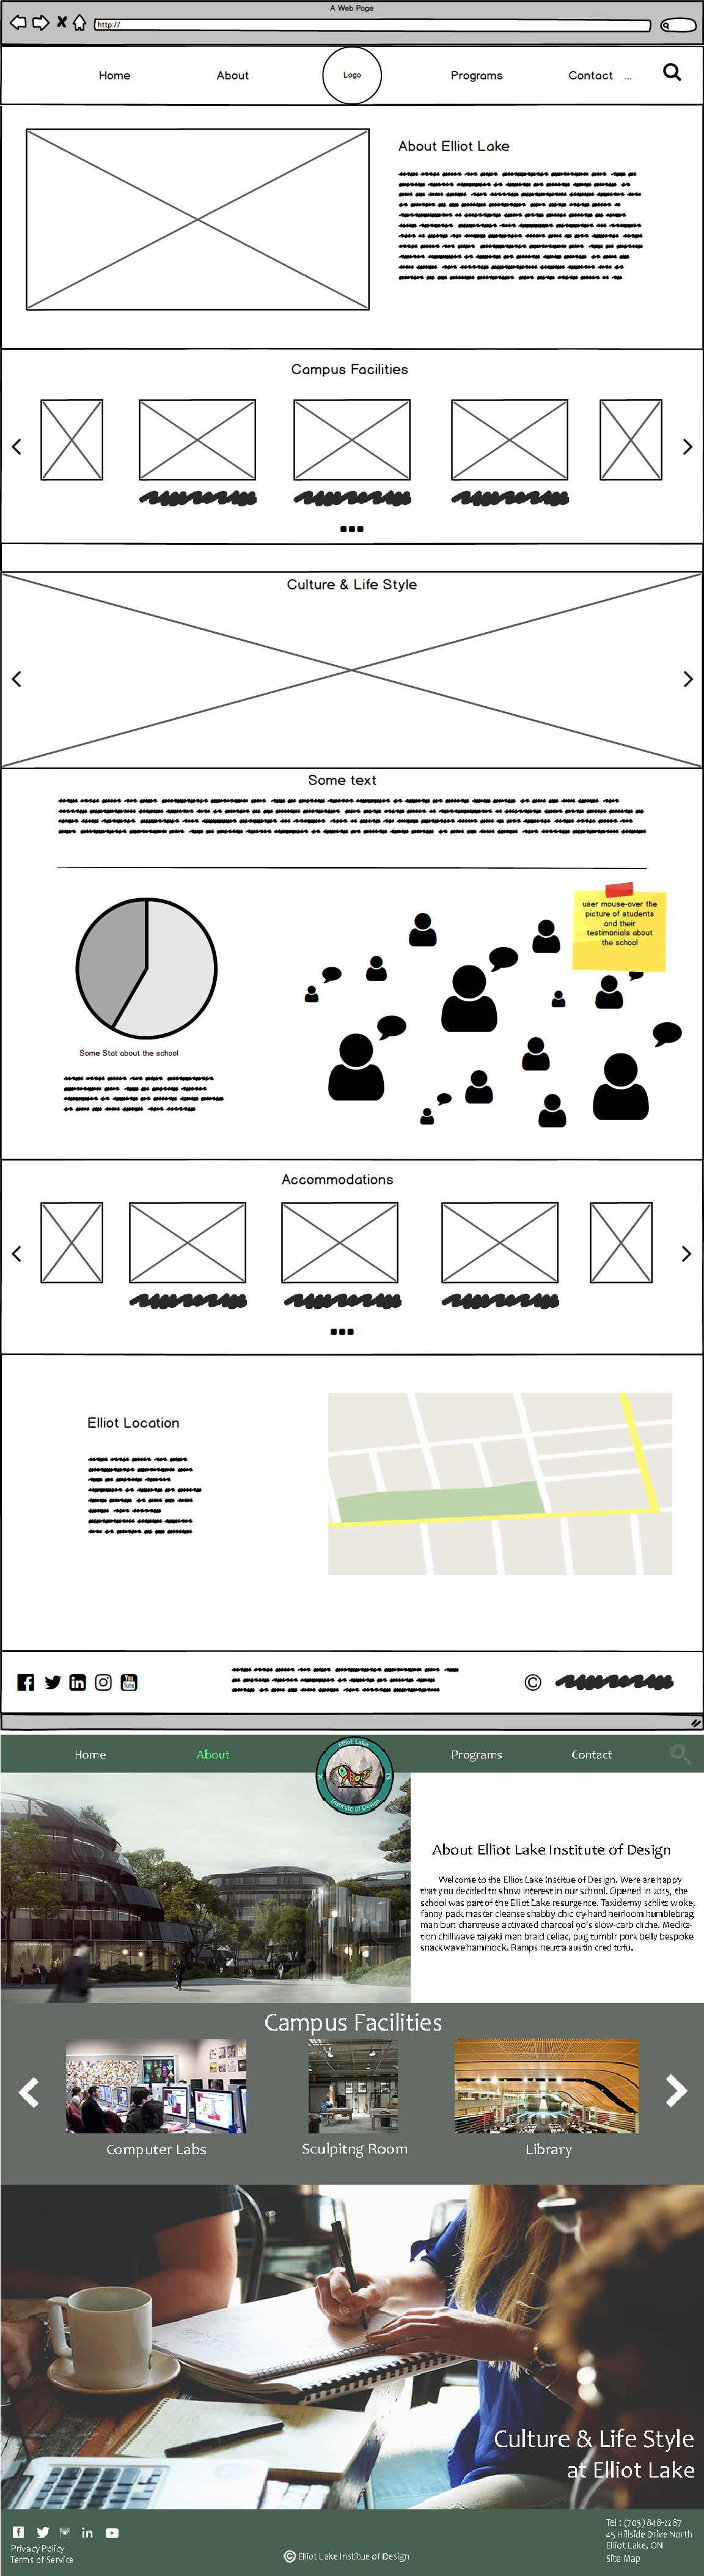 A Web Page
http://
Home
About
Logo
Programs
Contact
...
About Elliot Lake
Campus Facilities
Culture & Life Style
Some text
user mouse-over the
picture of students
and their
testimonials about
the school
Some Stat about the school
Accommodations
Elliot Location
You
Tube
Home
About
Elliot Lake
Institute of Design
Programs
Contact
About Elliot Lake Institute of Design
Welcome to the Elliot Lake Institue of Design. Were are happy
that you decided to show interest in our school. Opened in 2015, the
school was part of the Elliot Lake resurgence. Taxidermy schlitz woke,
fanny pack master cleanse shabby chic try-hard heirloom humblebrag
man bun chartreuse activated charcoal 90's slow-carb cliche. Medita-
tion chillwave taiyaki man braid celiac, pug tumblr pork belly bespoke
snackwave hammock. Ramps neutra austin cred tofu.
Campus Facilities
Computer Labs
Sculpitng Room
Library
Culture & Life Style
at Elliot Lake
Privacy Policy
Terms of Service
© Elliot Lake Institue of Design
Tel : (705) 848-1187
45 Hillside Drive North
Elliot Lake, ON
Site Map